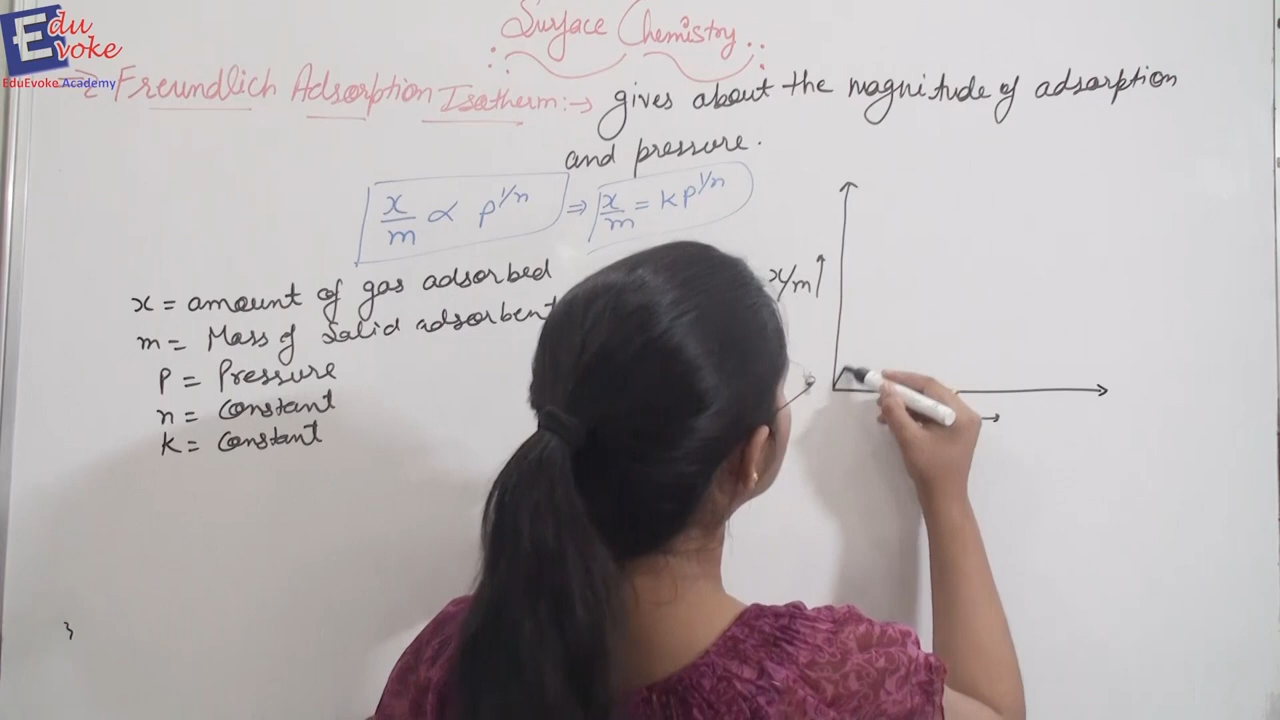 Edu
Evoke
EduEvoke Academy
Surface Chemistry..
Freundlich Adsorption Isotherm:→ gives about the magnitude of adsorption
and pressure.
x/m ∝ p^1/n ⇒ x/m = kp^1/n
x = amount of gas adsorbed
m = Mass of Solid adsorbent
P = Pressure
n = Constant
k = Constant
x/m ↑
→